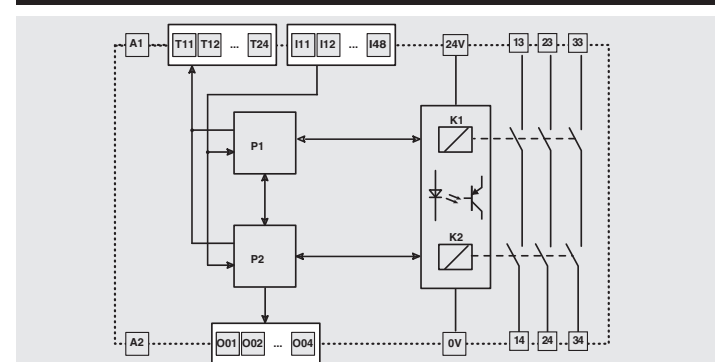 A1 T11 T12 ... T24 I11 I12 ... I48 24V 13 23 33
K1
P1
K2
P2
A2 O01 O02 ... O04 0V 14 24 34